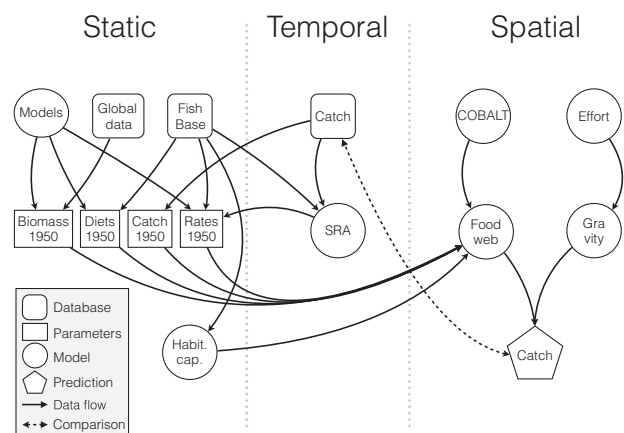 Static
Temporal
Spatial
Models
Global
data
Fish
Base
Catch
COBALT
Effort
Biomass
1950
Diets
1950
Catch
1950
Rates
1950
SRA
Food
web
Gra
vity
Habit.
cap.
Catch
Database
Parameters
Model
Prediction
Data flow
Comparison